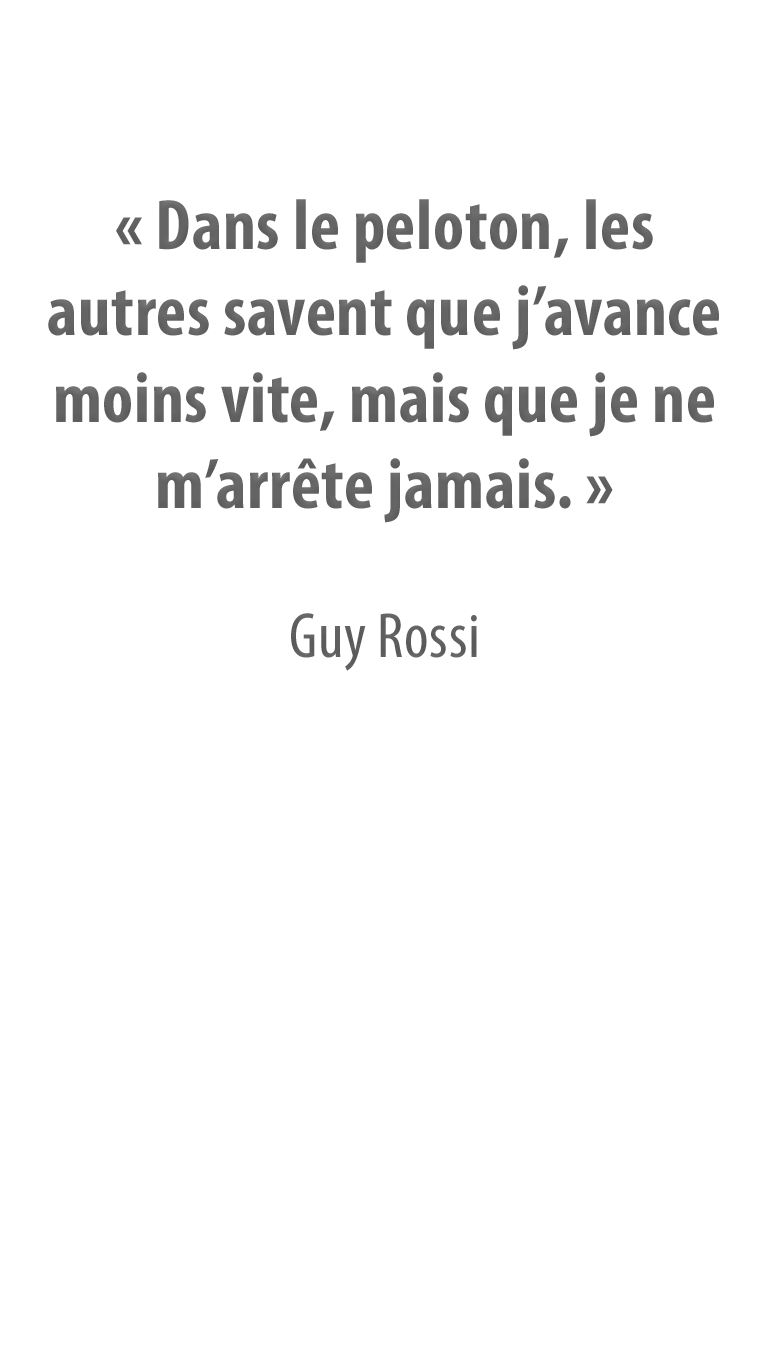 « Dans le peloton, les
autres savent que j’avance
moins vite, mais que je ne
m’arrête jamais. »
Guy Rossi